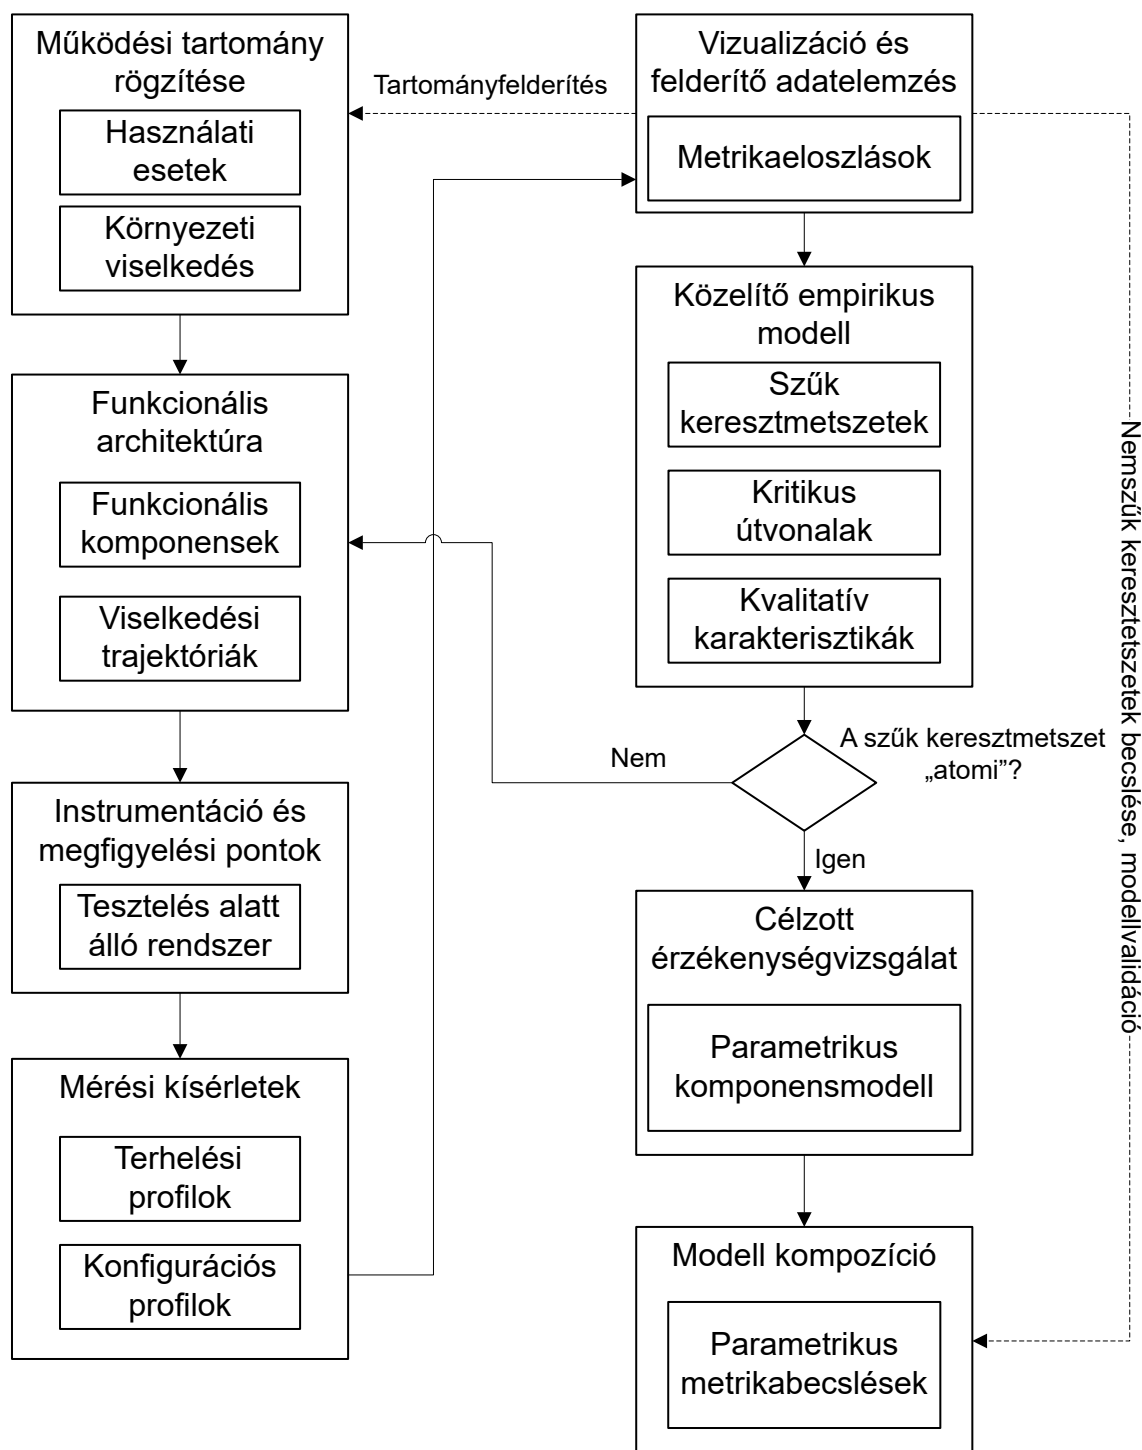 Működési tartomány
rögzítése
Használati
esetek
Környezeti
viselkedés
Funkcionális
architektúra
Funkcionális
komponensek
Viselkedési
trajektóriák
Instrumentáció és
megfigyelési pontok
Tesztelés alatt
álló rendszer
Mérési kísérletek
Terhelési
profilok
Konfigurációs
profilok
Tartományfelderítés
Vizualizáció és
felderítő adatelemzés
Metrikaeloszlások
Közelítő empirikus
modell
Szűk
keresztmetszetek
Kritikus
útvonalak
Kvalitatív
karakterisztikák
A szűk keresztmetszet
„atomi”?
Nem
Igen
Célzott
érzékenységvizsgálat
Parametrikus
komponensmodell
Modell kompozíció
Parametrikus
metrikabecslések
Nemszűk keresztetszetek becslése, modellvalidáció